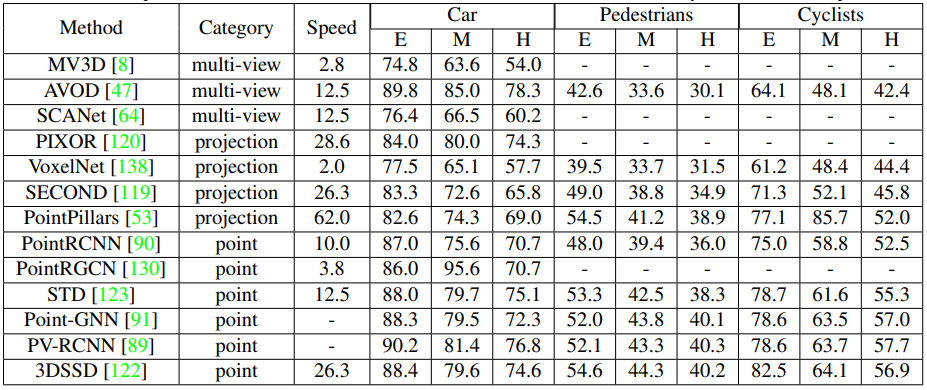 Method Category Speed Car Pedestrians Cyclists
E M H E M H E M H
MV3D [8] multi-view 2.8 74.8 63.6 54.0 - - - - - -
AVOD [47] multi-view 12.5 89.8 85.0 78.3 42.6 33.6 30.1 64.1 48.1 42.4
SCANet [64] multi-view 12.5 76.4 66.5 60.2 - - - - - -
PIXOR [120] projection 28.6 84.0 80.0 74.3 - - - - - -
VoxelNet [138] projection 2.0 77.5 65.1 57.7 39.5 33.7 31.5 61.2 48.4 44.4
SECOND [119] projection 26.3 83.3 72.6 65.8 49.0 38.8 34.9 71.3 52.1 45.8
PointPillars [53] projection 62.0 82.6 74.3 69.0 54.5 41.2 38.9 77.1 85.7 52.0
PointRCNN [90] point 10.0 87.0 75.6 70.7 48.0 39.4 36.0 75.0 58.8 52.5
PointRGCN [130] point 3.8 86.0 95.6 70.7 - - - - - -
STD [123] point 12.5 88.0 79.7 75.1 53.3 42.5 38.3 78.7 61.6 55.3
Point-GNN [91] point - 88.3 79.5 72.3 52.0 43.8 40.1 78.6 63.5 57.0
PV-RCNN [89] point - 90.2 81.4 76.8 52.1 43.3 40.3 78.6 63.7 57.7
3DSSD [122] point 26.3 88.4 79.6 74.6 54.6 44.3 40.2 82.5 64.1 56.9